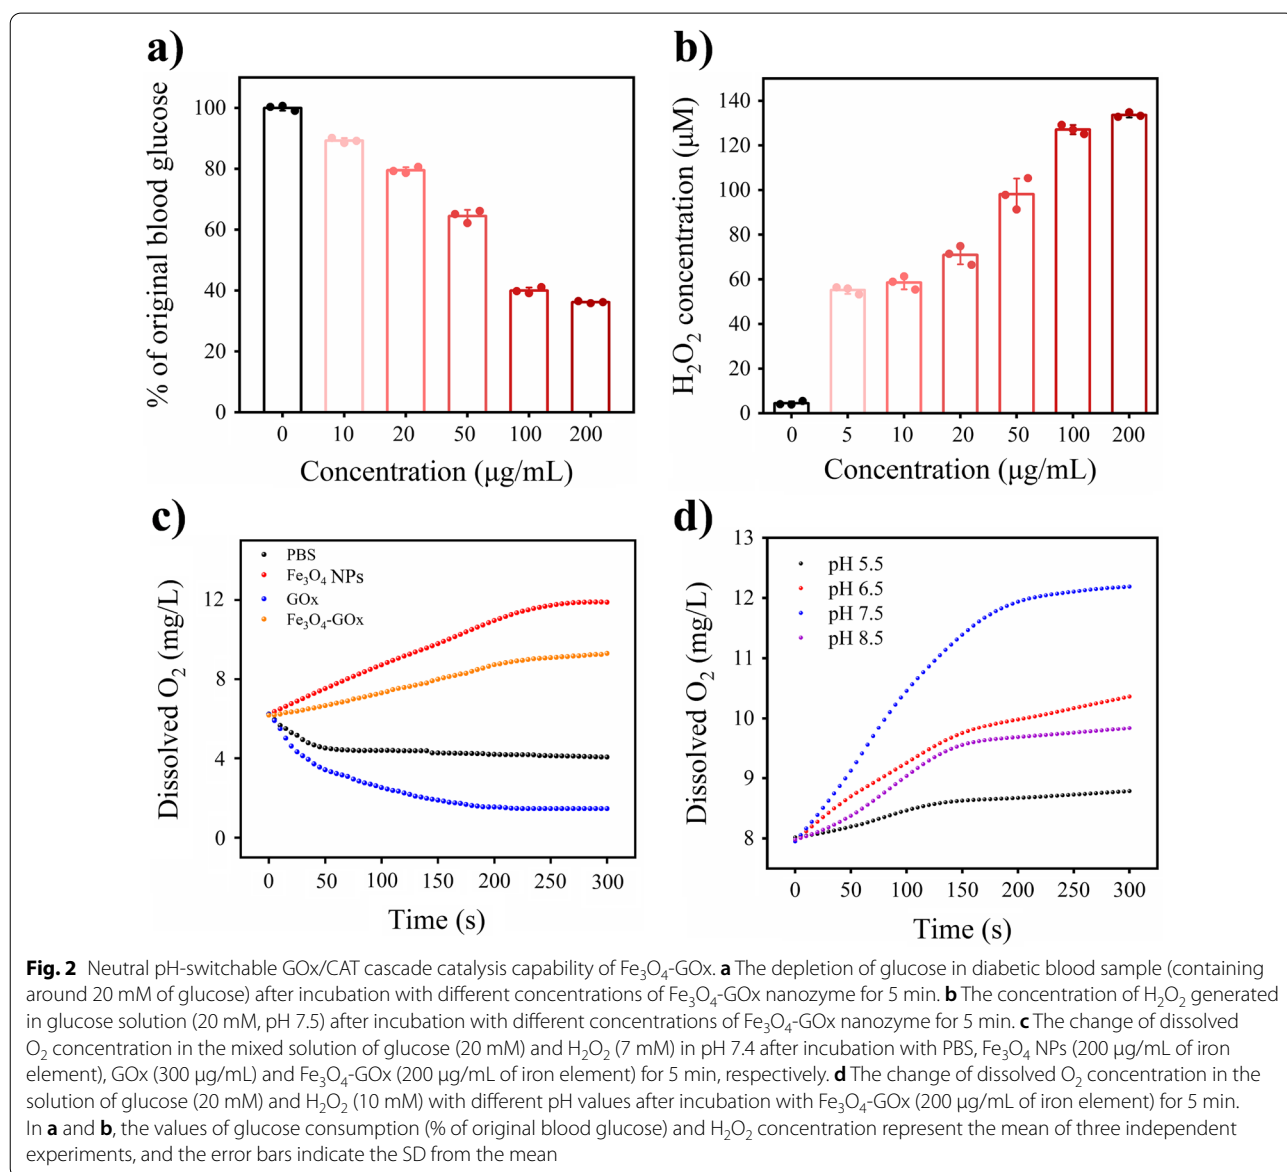 a)
% of original blood glucose
100
80
60
40
20
0
0 10 20 50 100 200
Concentration (μg/mL)
b)
H₂O₂ concentration (μM)
140
120
100
80
60
40
20
0
0 5 10 20 50 100 200
Concentration (μg/mL)
c)
Dissolved O₂ (mg/L)
PBS
Fe₃O₄ NPs
GOx
Fe₃O₄-GOx
12
8
4
0
0 50 100 150 200 250 300
Time (s)
d)
Dissolved O₂ (mg/L)
pH 5.5
pH 6.5
pH 7.5
pH 8.5
13
12
11
10
9
8
0 50 100 150 200 250 300
Time (s)
Fig. 2 Neutral pH-switchable GOx/CAT cascade catalysis capability of Fe₃O₄-GOx. a The depletion of glucose in diabetic blood sample (containing
around 20 mM of glucose) after incubation with different concentrations of Fe₃O₄-GOx nanozyme for 5 min. b The concentration of H₂O₂ generated
in glucose solution (20 mM, pH 7.5) after incubation with different concentrations of Fe₃O₄-GOx nanozyme for 5 min. c The change of dissolved
O₂ concentration in the mixed solution of glucose (20 mM) and H₂O₂ (7 mM) in pH 7.4 after incubation with PBS, Fe₃O₄ NPs (200 μg/mL of iron
element), GOx (300 μg/mL) and Fe₃O₄-GOx (200 μg/mL of iron element) for 5 min, respectively. d The change of dissolved O₂ concentration in the
solution of glucose (20 mM) and H₂O₂ (10 mM) with different pH values after incubation with Fe₃O₄-GOx (200 μg/mL of iron element) for 5 min.
In a and b, the values of glucose consumption (% of original blood glucose) and H₂O₂ concentration represent the mean of three independent
experiments, and the error bars indicate the SD from the mean